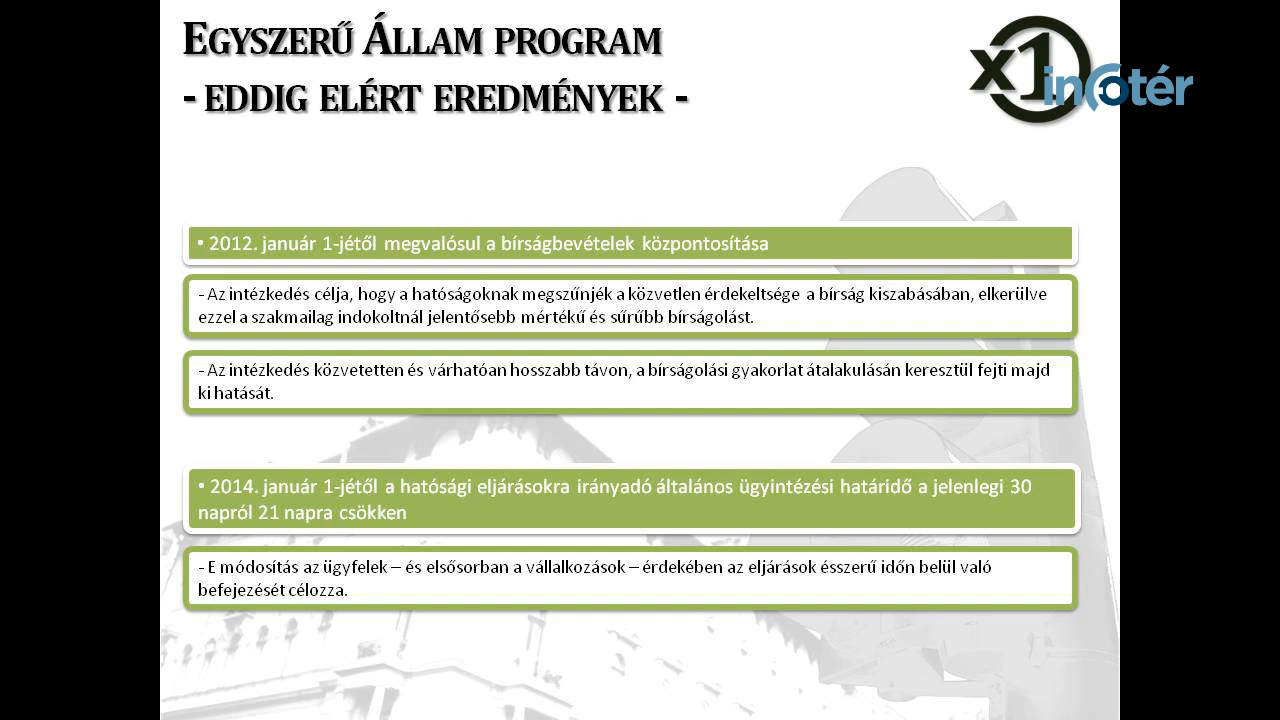 EGYSZERŰ ÁLLAM PROGRAM
- EDDIG ELÉRT EREDMÉNYEK -
x1
infotér
• 2012. január 1-jétől megvalósul a bírságbevételek központosítása
- Az intézkedés célja, hogy a hatóságoknak megszűnjék a közvetlen érdekeltsége a bírság kiszabásában, elkerülve
ezzel a szakmailag indokoltnál jelentősebb mértékű és sűrűbb bírságolást.
- Az intézkedés közvetetten és várhatóan hosszabb távon, a bírságolási gyakorlat átalakulásán keresztül fejti majd
ki hatását.
• 2014. január 1-jétől a hatósági eljárásokra irányadó általános ügyintézési határidő a jelenlegi 30
napról 21 napra csökken
- E módosítás az ügyfelek – és elsősorban a vállalkozások – érdekében az eljárások ésszerű időn belül való
befejezését célozza.